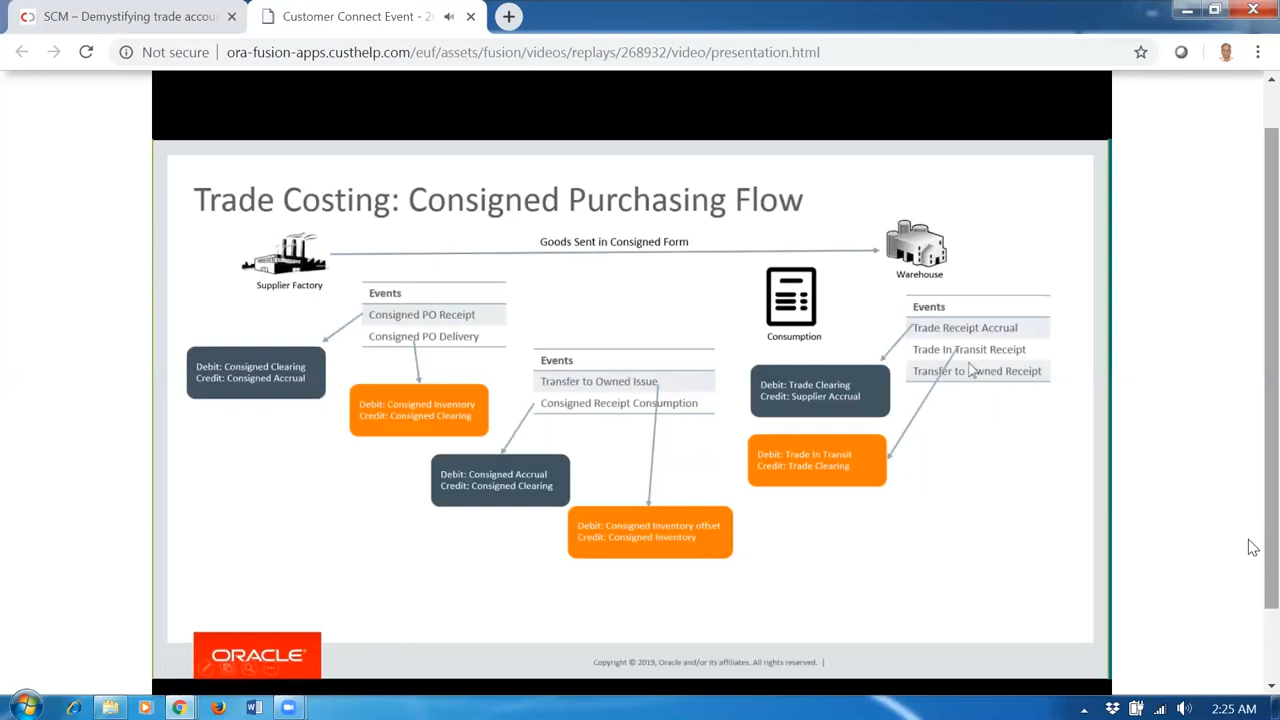 SCM – Demystifying trade accou
Customer Connect Event - 2
Not secure
ora-fusion-apps.custhelp.com/euf/assets/fusion/videos/replays/268932/video/presentation.html
Trade Costing: Consigned Purchasing Flow
Goods Sent in Consigned Form
Supplier Factory
Warehouse
Consumption
Events
Consigned PO Receipt
Consigned PO Delivery
Debit: Consigned Clearing
Credit: Consigned Accrual
Debit: Consigned Inventory
Credit: Consigned Clearing
Events
Transfer to Owned Issue
Consigned Receipt Consumption
Debit: Consigned Accrual
Credit: Consigned Clearing
Debit: Consigned Inventory offset
Credit: Consigned Inventory
Events
Trade Receipt Accrual
Trade In Transit Receipt
Transfer to Owned Receipt
Debit: Trade Clearing
Credit: Supplier Accrual
Debit: Trade In Transit
Credit: Trade Clearing
ORACLE
Copyright © 2019, Oracle and/or its affiliates. All rights reserved. |
2:25 AM